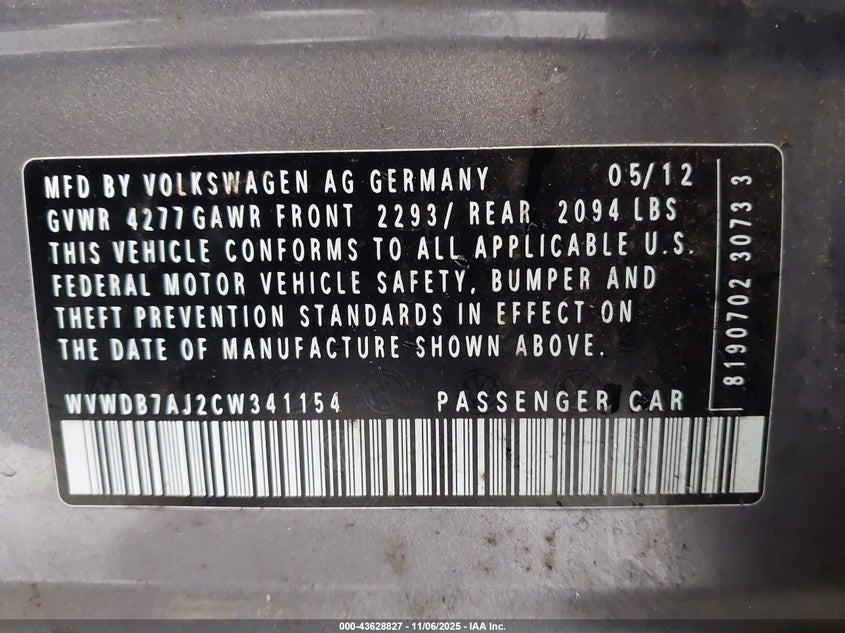 MFD BY VOLKSWAGEN AG GERMANY 05/12
GVWR 4277 GAWR FRONT 2293/ REAR 2094 LBS
THIS VEHICLE CONFORMS TO ALL APPLICABLE U.S.
FEDERAL MOTOR VEHICLE SAFETY, BUMPER AND
THEFT PREVENTION STANDARDS IN EFFECT ON
THE DATE OF MANUFACTURE SHOWN ABOVE.
WVWDB7AJ2CW341154 PASSENGER CAR
8190702 3073 3
000-43628827 - 11/06/2025 - IAA Inc.